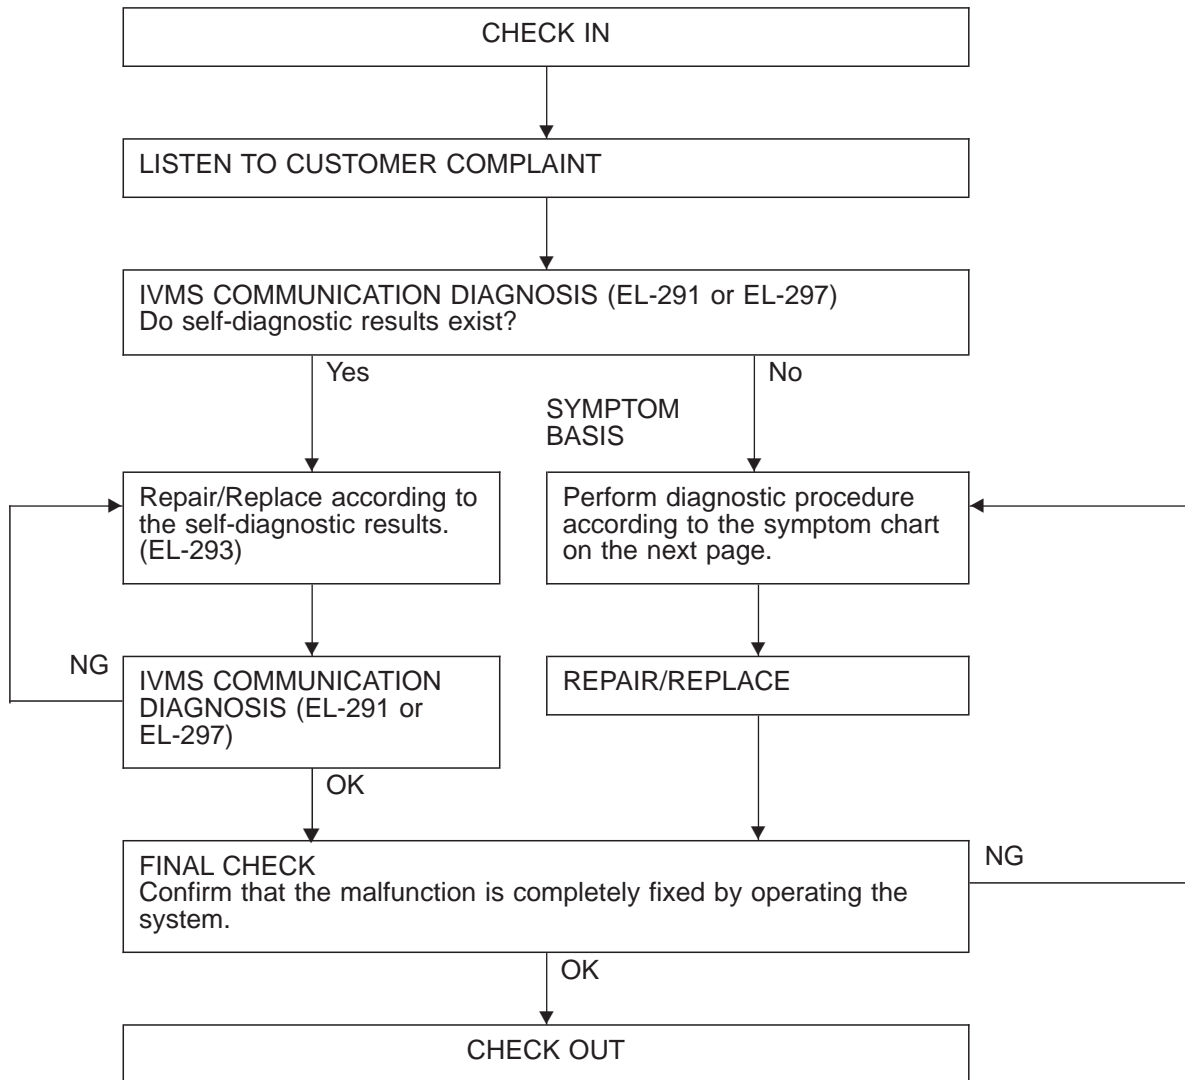 CHECK IN
LISTEN TO CUSTOMER COMPLAINT
IVMS COMMUNICATION DIAGNOSIS (EL-291 or EL-297)
Do self-diagnostic results exist?
Yes
No
SYMPTOM
BASIS
Repair/Replace according to
the self-diagnostic results.
(EL-293)
Perform diagnostic procedure
according to the symptom chart
on the next page.
NG
IVMS COMMUNICATION
DIAGNOSIS (EL-291 or
EL-297)
REPAIR/REPLACE
OK
FINAL CHECK
Confirm that the malfunction is completely fixed by operating the
system.
NG
OK
CHECK OUT